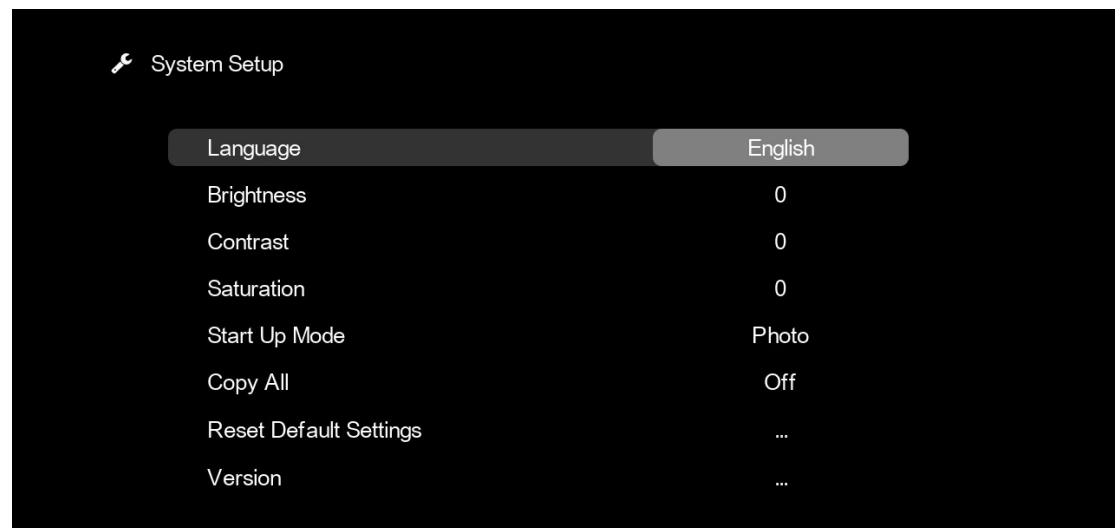 System Setup
Language English
Brightness 0
Contrast 0
Saturation 0
Start Up Mode Photo
Copy All Off
Reset Default Settings ...
Version ...